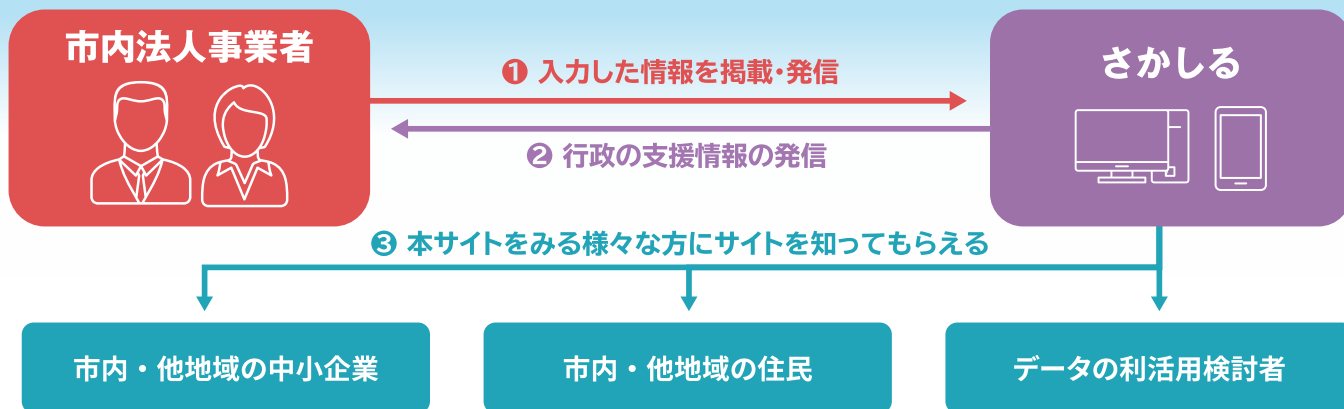 市内法人事業者
さかしる
❶ 入力した情報を掲載・発信
❷ 行政の支援情報の発信
❸ 本サイトをみる様々な方にサイトを知ってもらえる
市内・他地域の中小企業
市内・他地域の住民
データの利活用検討者